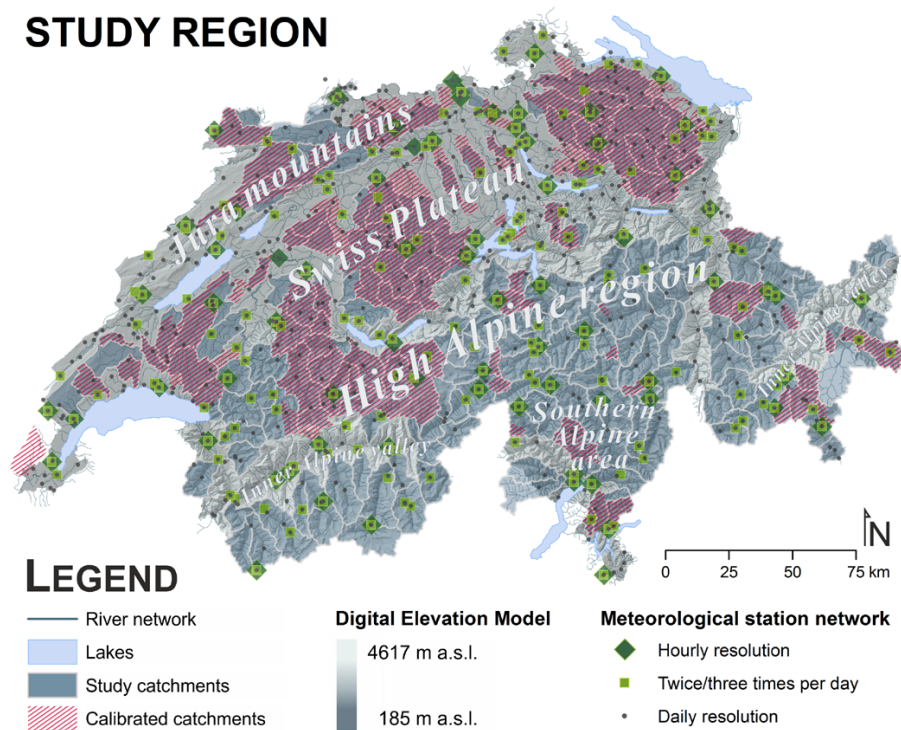 STUDY REGION
Jura mountains
Swiss Plateau
High Alpine region
Inner Alpine valley
Southern
Alpine
area
Inner Alpine valley
N
0 25 50 75 km
LEGEND
River network
Lakes
Study catchments
Calibrated catchments
Digital Elevation Model
4617 m a.s.l.
185 m a.s.l.
Meteorological station network
Hourly resolution
Twice/three times per day
Daily resolution